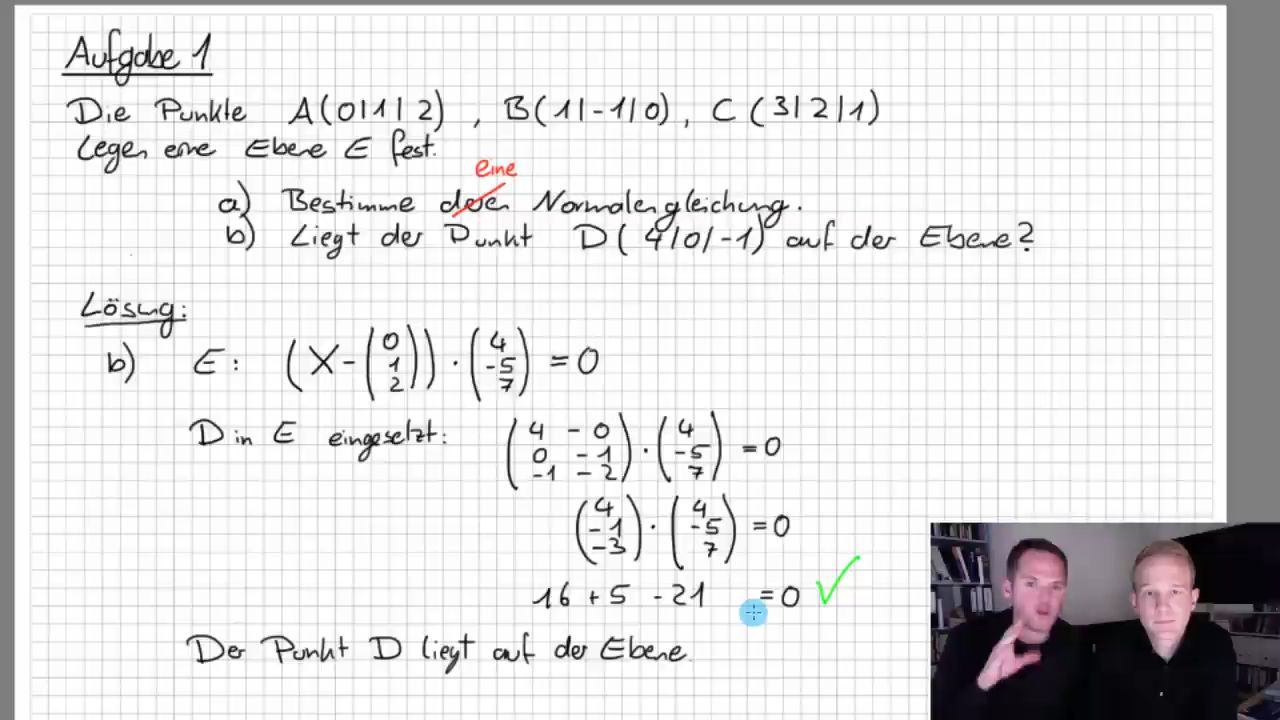 Aufgabe 1
Die Punkte A(0|1|2), B(1|-1|0), C(3|2|1)
legen eine Ebene E fest.
eine
a) Bestimme deren Normalengleichung.
b) Liegt der Punkt D(4|0|-1) auf der Ebene?
Lösung:
b) E: (X - (0 1 2)) · (4 -5 7) = 0
D in E eingesetzt: (4 - 0 0 - 1 -1 - 2) · (4 -5 7) = 0
(4 -1 -3) · (4 -5 7) = 0
16 + 5 - 21 = 0 ✓
Der Punkt D liegt auf der Ebene.